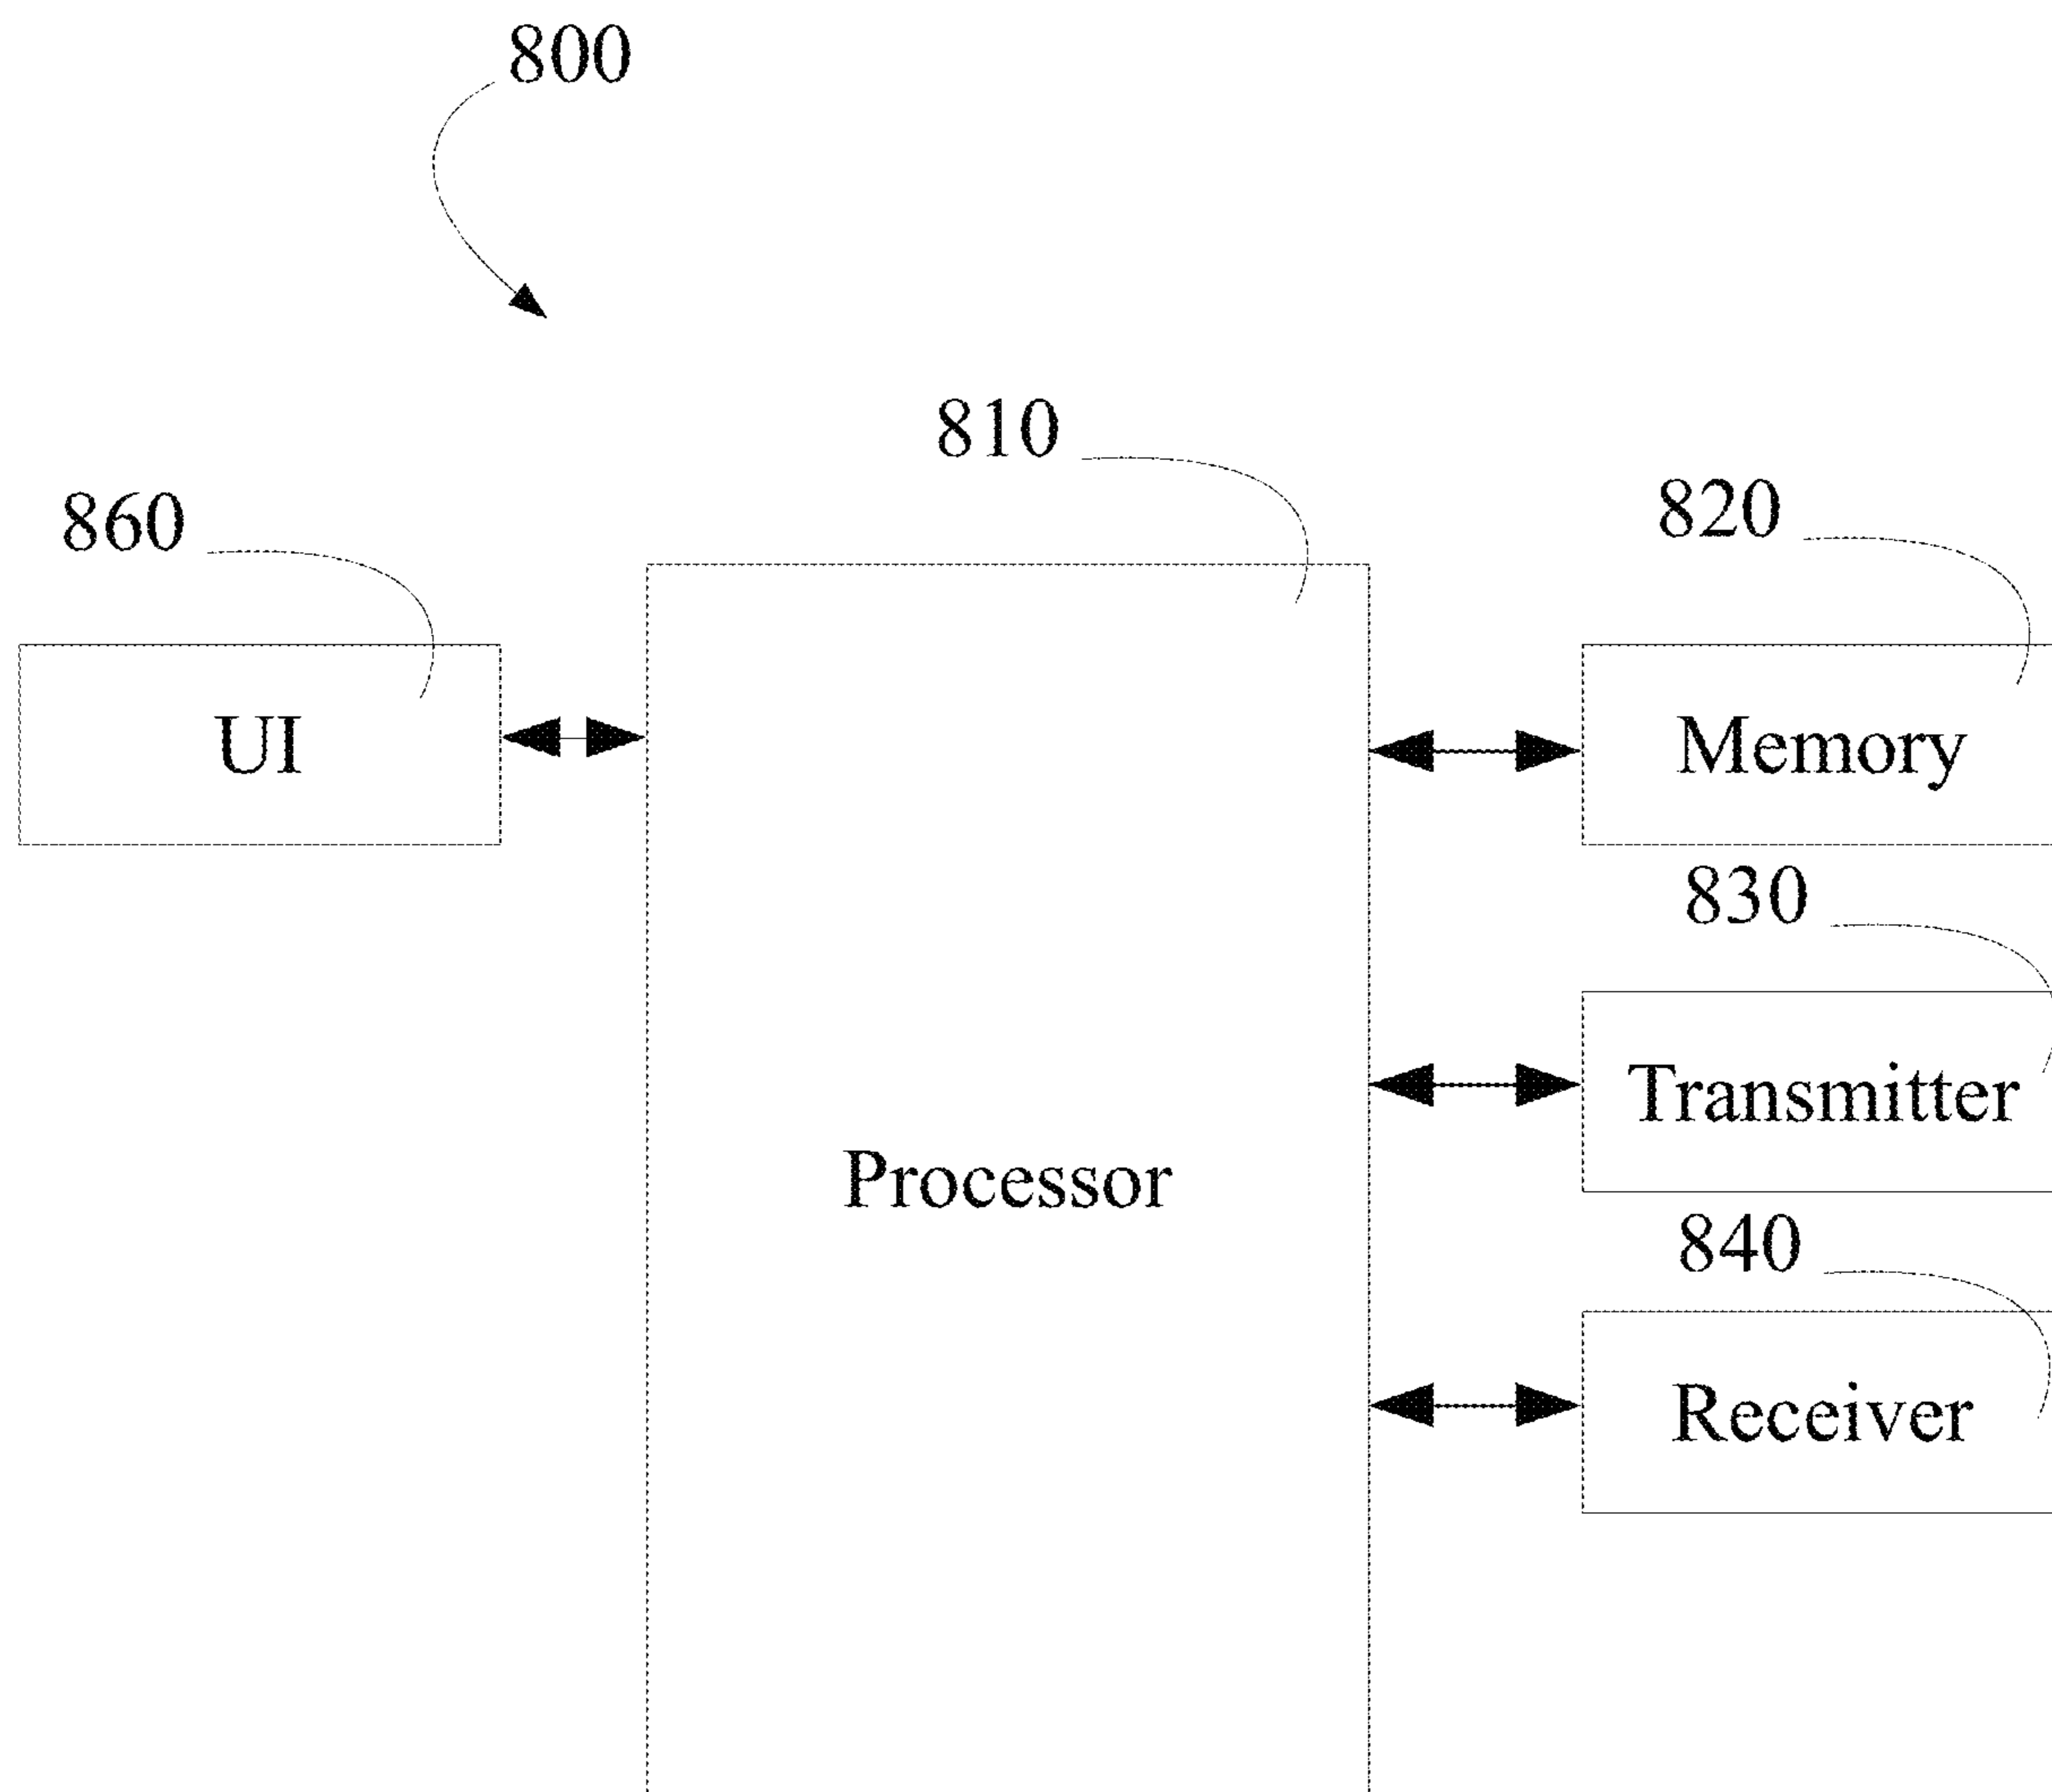 800
810
860
820
UI
Memory
830
Transmitter
Processor
840
Receiver